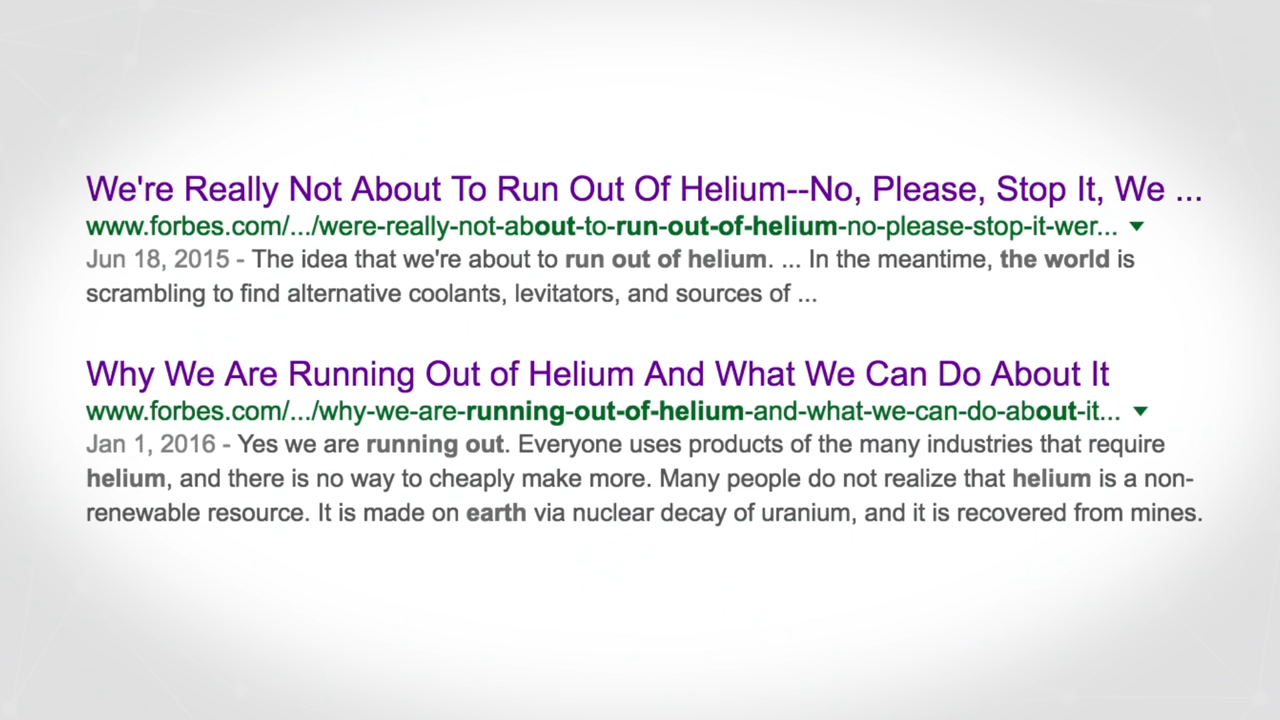 We're Really Not About To Run Out Of Helium--No, Please, Stop It, We ...
www.forbes.com/.../were-really-not-about-to-run-out-of-helium-no-please-stop-it-wer...
Jun 18, 2015 - The idea that we're about to run out of helium. ... In the meantime, the world is
scrambling to find alternative coolants, levitators, and sources of ...
Why We Are Running Out of Helium And What We Can Do About It
www.forbes.com/.../why-we-are-running-out-of-helium-and-what-we-can-do-about-it...
Jan 1, 2016 - Yes we are running out. Everyone uses products of the many industries that require
helium, and there is no way to cheaply make more. Many people do not realize that helium is a non-
renewable resource. It is made on earth via nuclear decay of uranium, and it is recovered from mines.